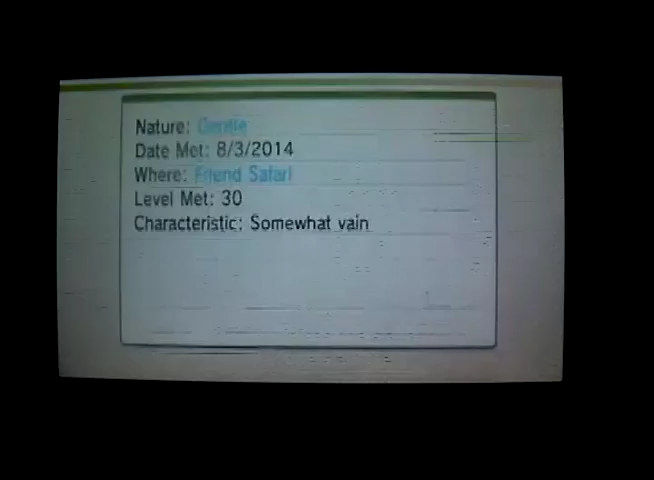 Nature: Gentle
Date Met: 8/3/2014
Where: Friend Safari
Level Met: 30
Characteristic: Somewhat vain